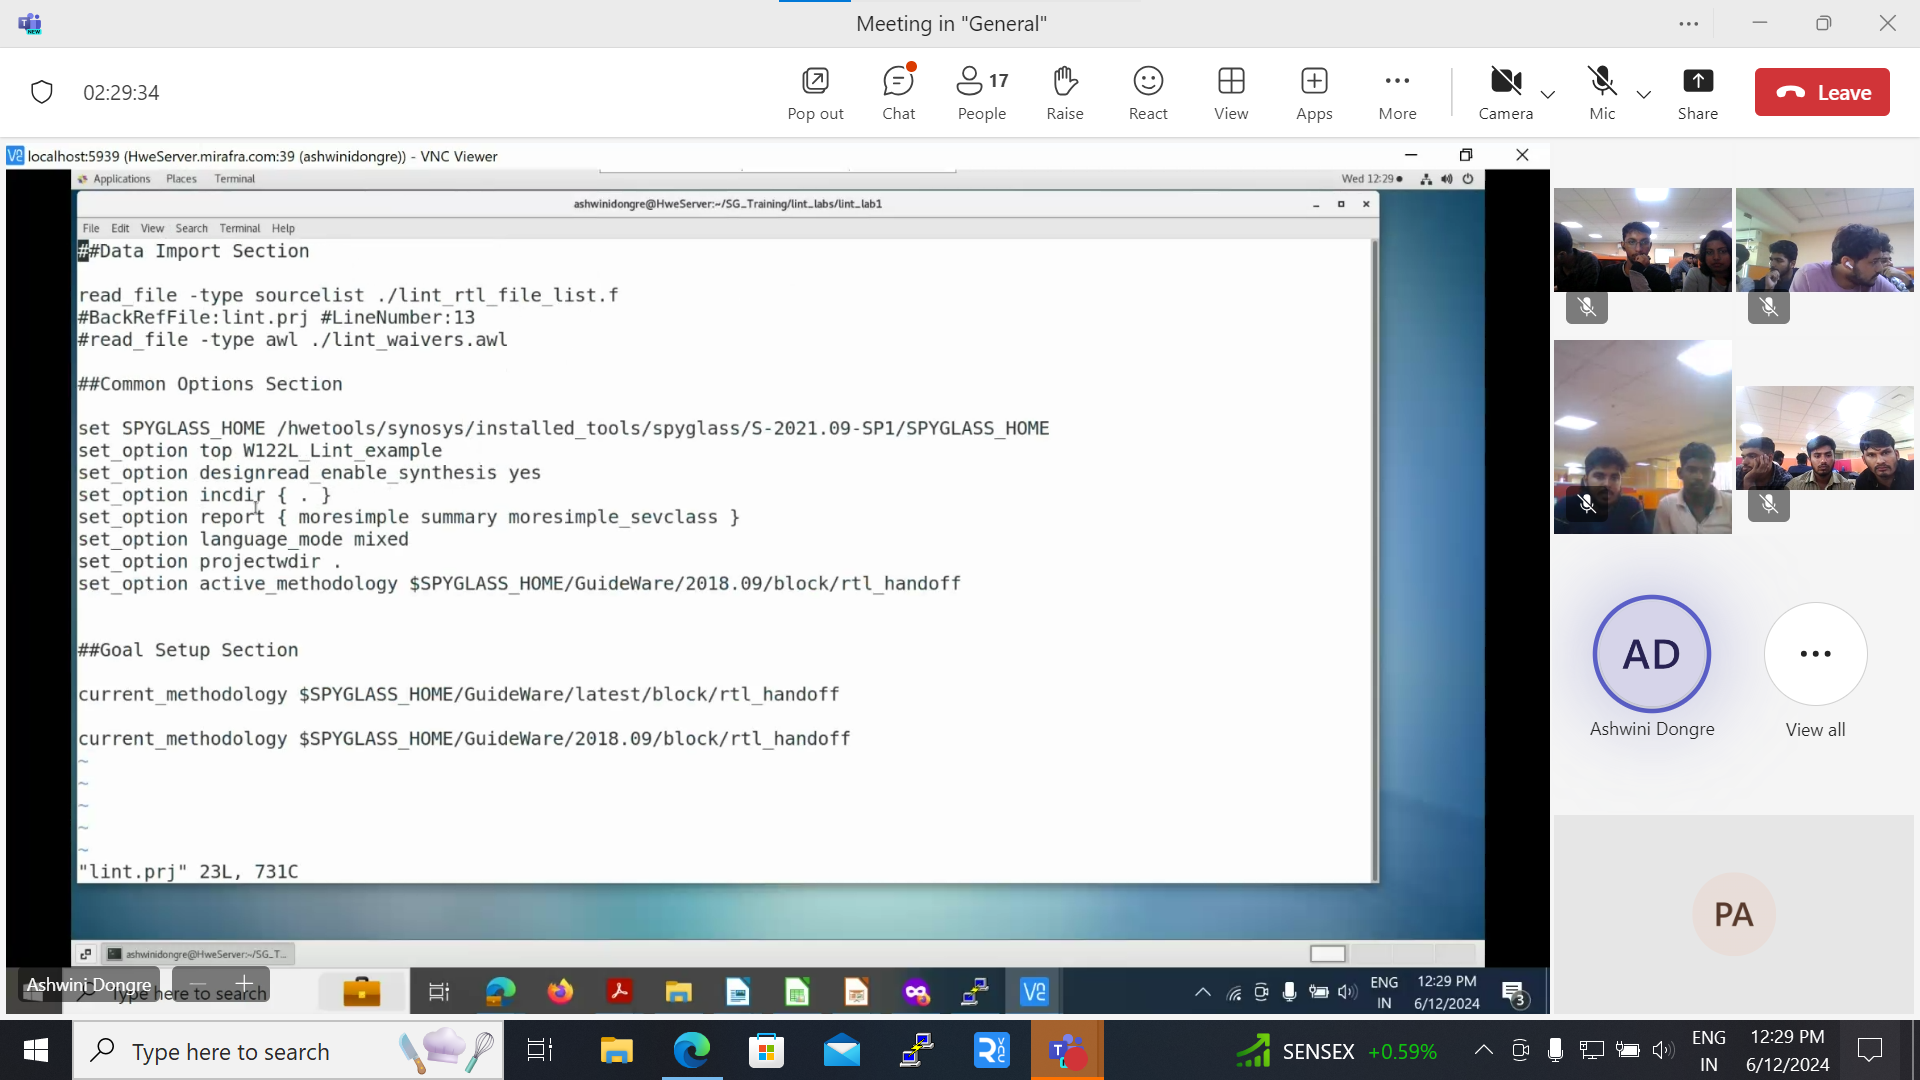 Meeting in "General"
02:29:34
Pop out
Chat
17
People
Raise
React
View
Apps
More
Camera
Mic
Share
Leave
localhost:5939 (HweServer.mirafra.com:39 (ashwinidongre)) - VNC Viewer
Applications Places Terminal
Wed 12:29
ashwinidongre@HweServer:~/SG_Training/lint_labs/lint_lab1
File Edit View Search Terminal Help
##Data Import Section
read_file -type sourcelist ./lint_rtl_file_list.f
#BackRefFile:lint.prj #LineNumber:13
#read_file -type awl ./lint_waivers.awl
##Common Options Section
set SPYGLASS_HOME /hwetools/synosys/installed_tools/spyglass/S-2021.09-SP1/SPYGLASS_HOME
set_option top W122L_Lint_example
set_option designread_enable_synthesis yes
set_option incdir { . }
set_option report { moresimple summary moresimple_sevclass }
set_option language_mode mixed
set_option projectwdir .
set_option active_methodology $SPYGLASS_HOME/GuideWare/2018.09/block/rtl_handoff
##Goal Setup Section
current_methodology $SPYGLASS_HOME/GuideWare/latest/block/rtl_handoff
current_methodology $SPYGLASS_HOME/GuideWare/2018.09/block/rtl_handoff
~
~
~
~
~
"lint.prj" 23L, 731C
ashwinidongre@HweServer:~/SG_T...
AD
Ashwini Dongre
View all
PA
Ashwini Dongre
Type here to search
ENG
IN
12:29 PM
6/12/2024
3
Type here to search
SENSEX +0.59%
ENG
IN
12:29 PM
6/12/2024